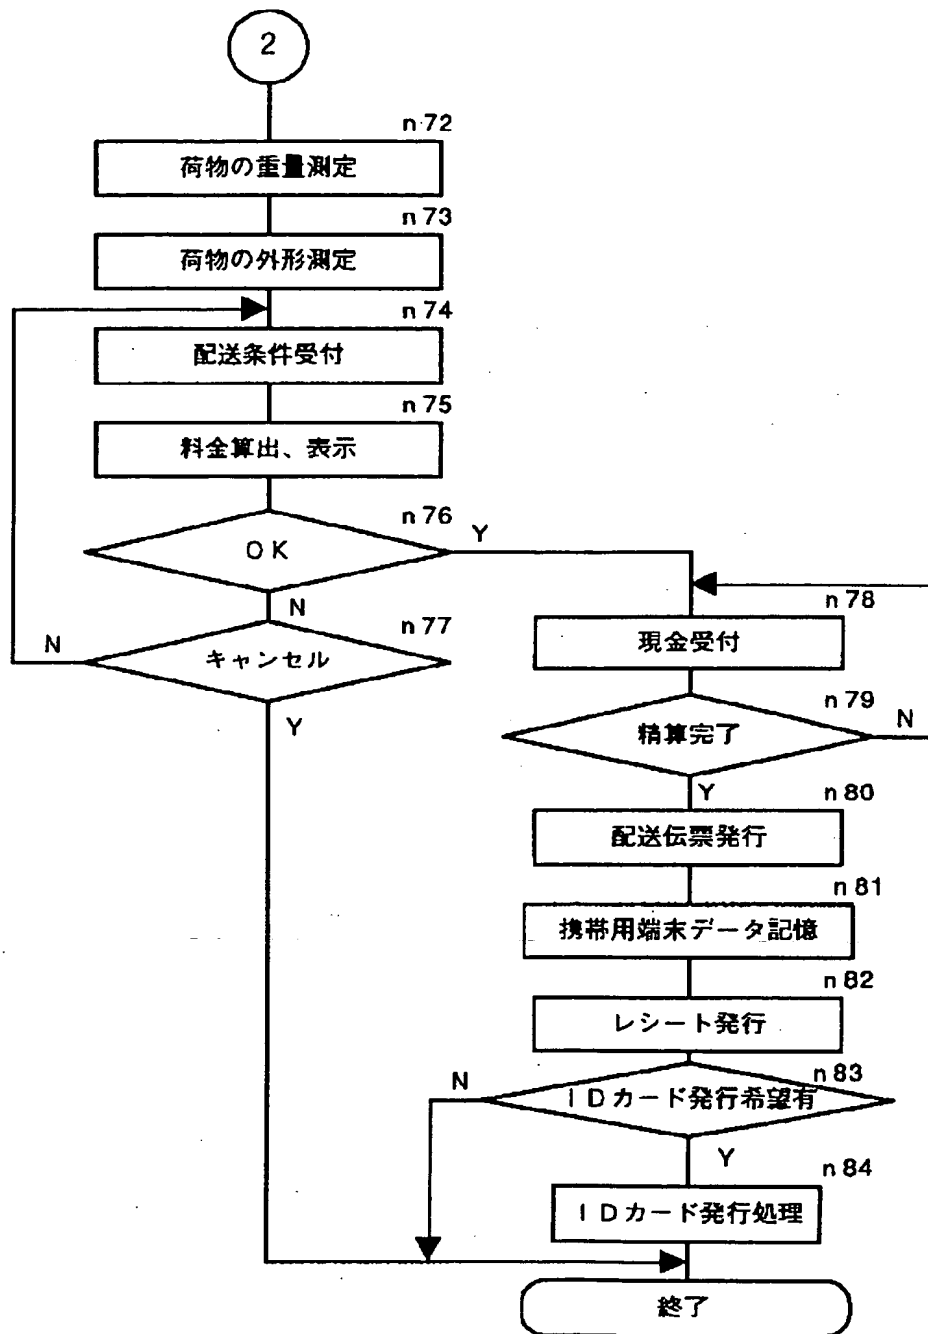 2
n72
荷物の重量測定
n73
荷物の外形測定
n74
配送条件受付
n75
料金算出、表示
n76
OK
Y
N
n77
キャンセル
N
Y
n78
現金受付
n79
精算完了
N
Y
n80
配送伝票発行
n81
携帯用端末データ記憶
n82
レシート発行
n83
IDカード発行希望有
N
Y
n84
IDカード発行処理
終了